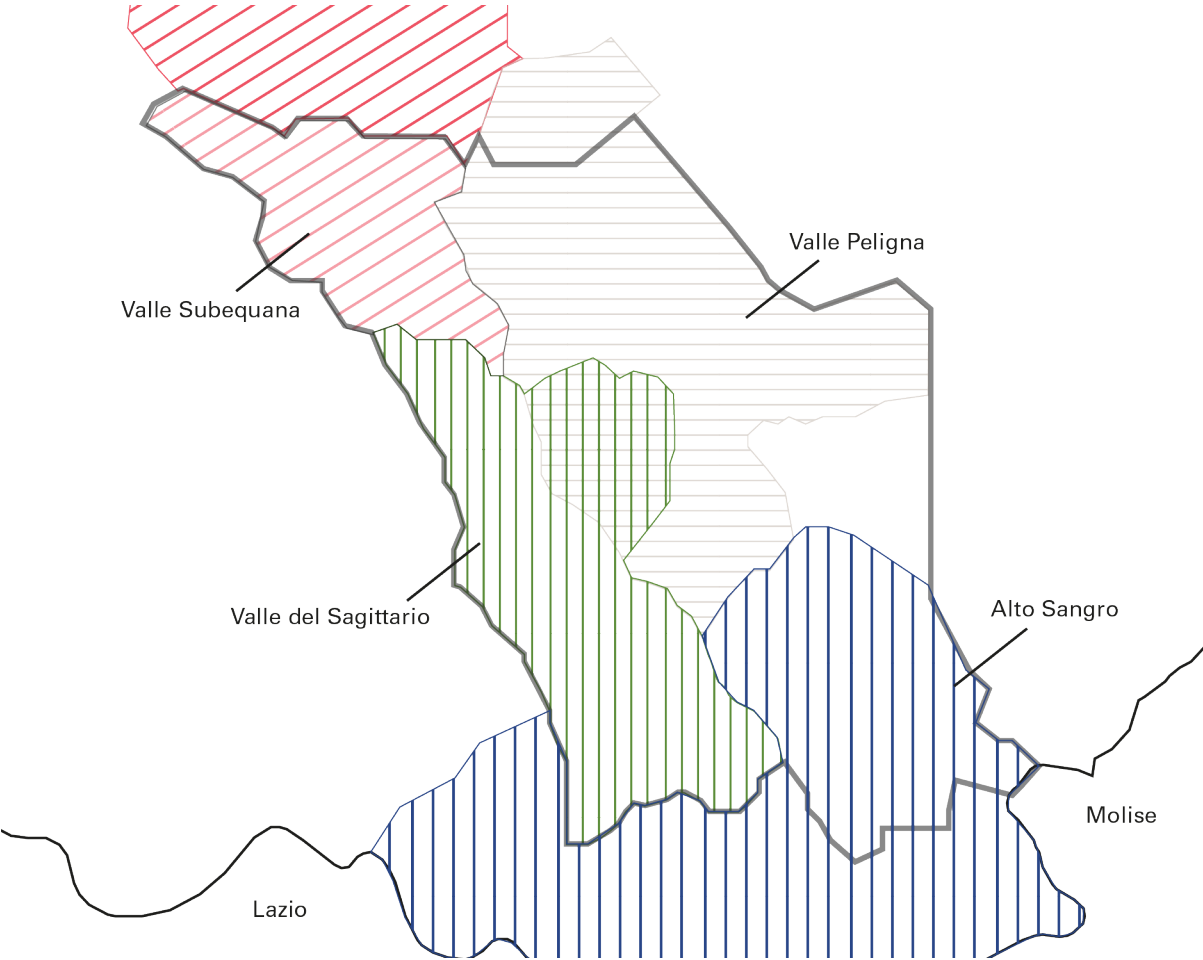 Valle Peligna
Valle Subequana
Valle del Sagittario
Alto Sangro
Molise
Lazio